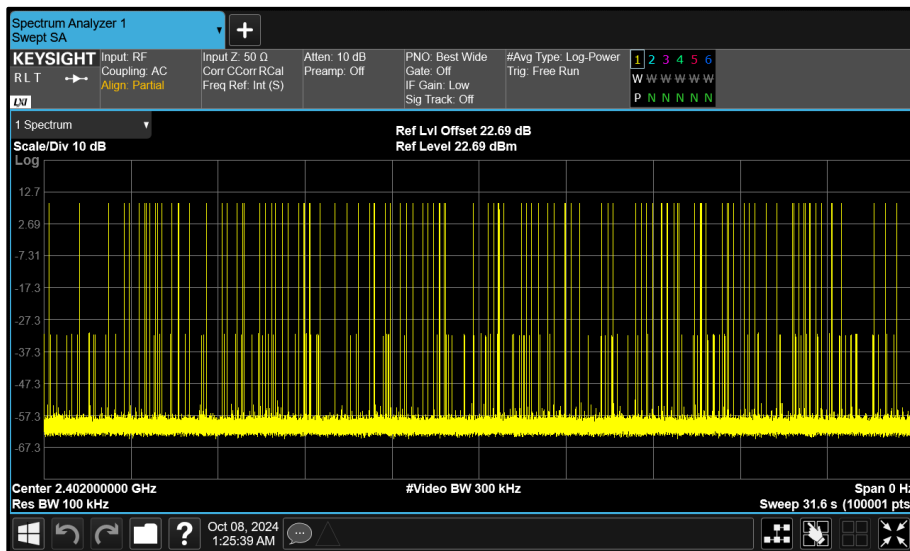 Spectrum Analyzer 1
Swept SA
KEYSIGHT
R L T
LXI
Input: RF
Coupling: AC
Align: Partial
Input Z: 50 Ω
Corr CCorr RCal
Freq Ref: Int (S)
Atten: 10 dB
Preamp: Off
PNO: Best Wide
Gate: Off
IF Gain: Low
Sig Track: Off
#Avg Type: Log-Power
Trig: Free Run
1 2 3 4 5 6
W W W W W W
P N N N N N
1 Spectrum
Scale/Div 10 dB
Ref Lvl Offset 22.69 dB
Ref Level 22.69 dBm
Log
12.7
2.69
-7.31
-17.3
-27.3
-37.3
-47.3
-57.3
-67.3
Center 2.402000000 GHz
#Video BW 300 kHz
Span 0 Hz
Res BW 100 kHz
Sweep 31.6 s (100001 pts
?
Oct 08, 2024
1:25:39 AM